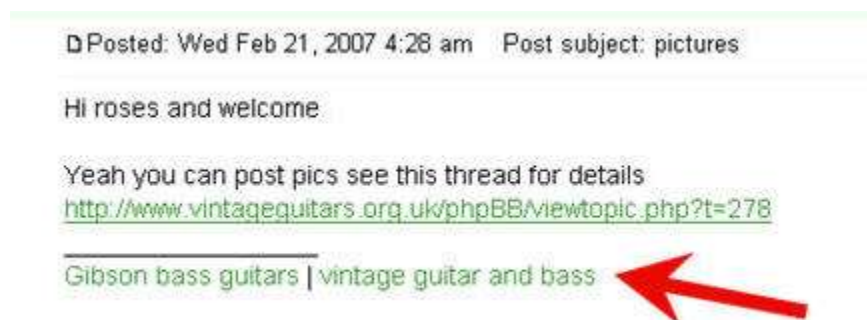 Posted: Wed Feb 21, 2007 4:28 am Post subject: pictures
Hi roses and welcome
Yeah you can post pics see this thread for details
http://www.vintageguitars.org.uk/phpBB/viewtopic.php?t=278
Gibson bass guitars | vintage guitar and bass